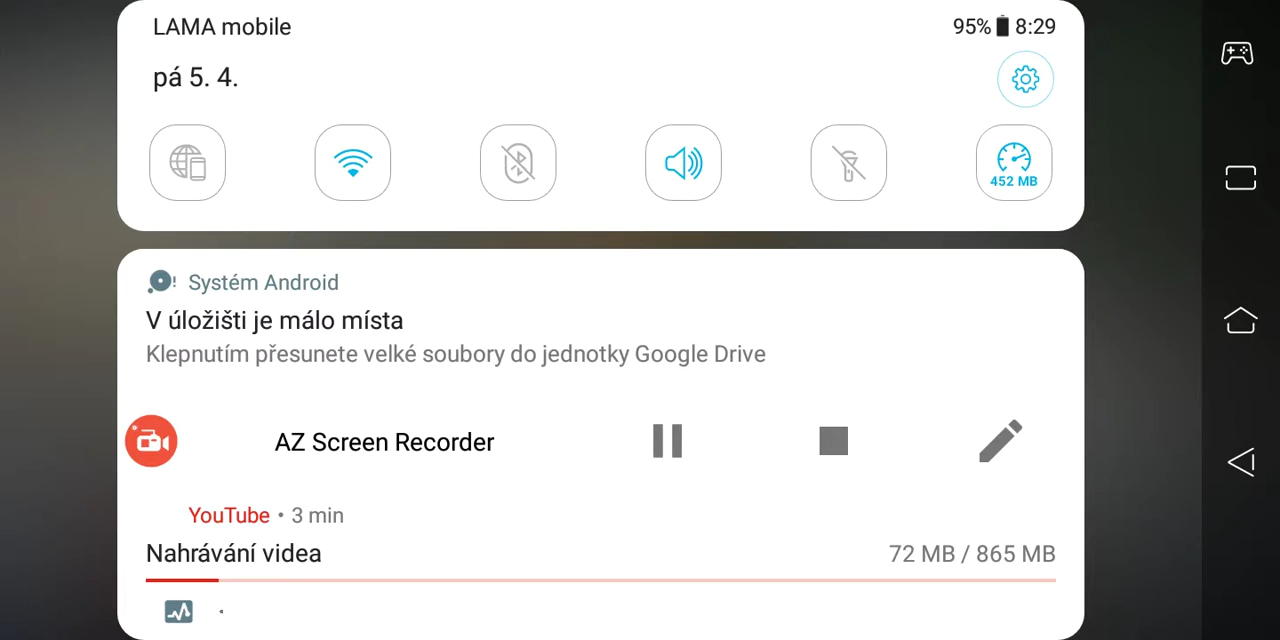 LAMA mobile
95% 8:29
pá 5. 4.
452 MB
Systém Android
V úložišti je málo místa
Klepnutím přesunete velké soubory do jednotky Google Drive
AZ Screen Recorder
YouTube • 3 min
Nahrávání videa 72 MB / 865 MB